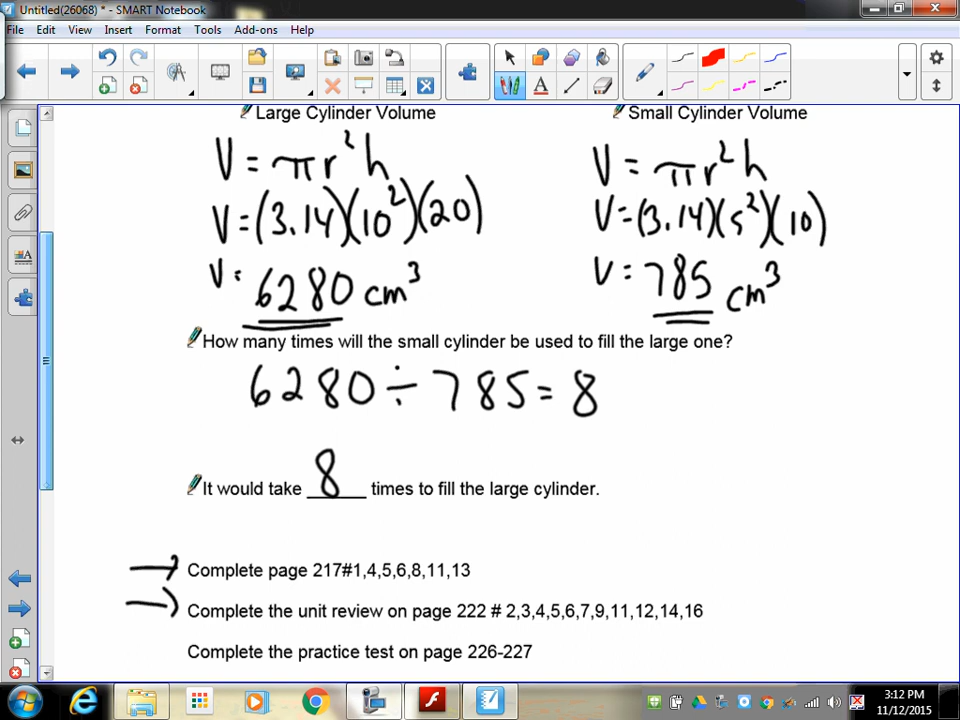 Untitled(26068) * - SMART Notebook
File Edit View Insert Format Tools Add-ons Help
Large Cylinder Volume Small Cylinder Volume
V = πr²h V = πr²h
V = (3.14)(10²)(20) V = (3.14)(5²)(10)
V = 6280 cm³ V = 785 cm³
How many times will the small cylinder be used to fill the large one?
6280 ÷ 785 = 8
It would take 8 times to fill the large cylinder.
Complete page 217#1,4,5,6,8,11,13
Complete the unit review on page 222 # 2,3,4,5,6,7,9,11,12,14,16
Complete the practice test on page 226-227
3:12 PM
11/12/2015